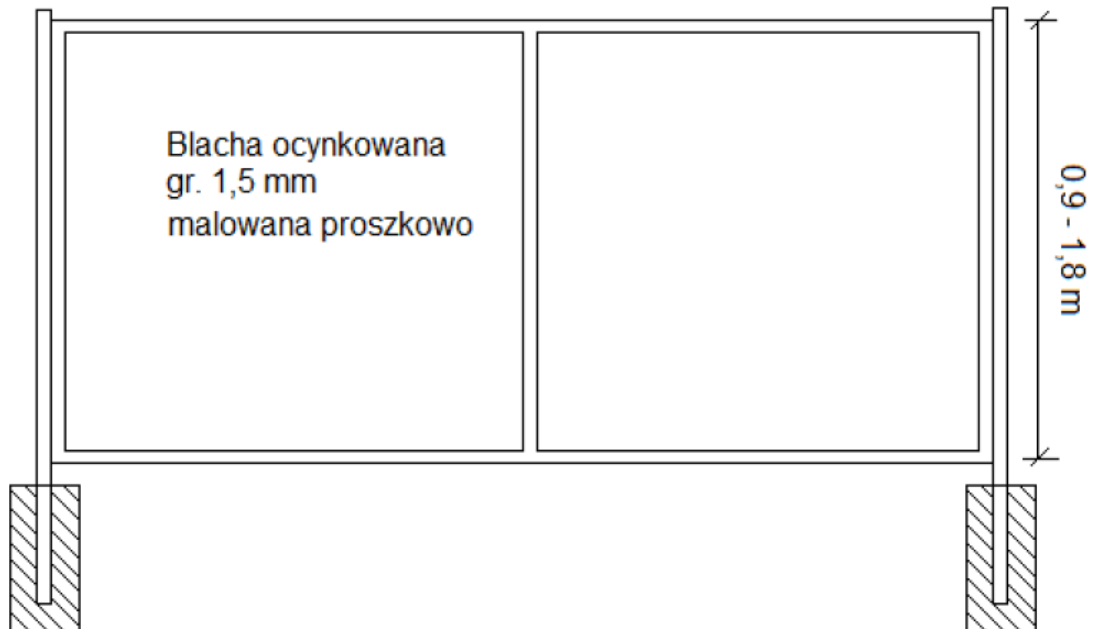 Blacha ocynkowana
gr. 1,5 mm
malowana proszkowo
0,9 - 1,8 m